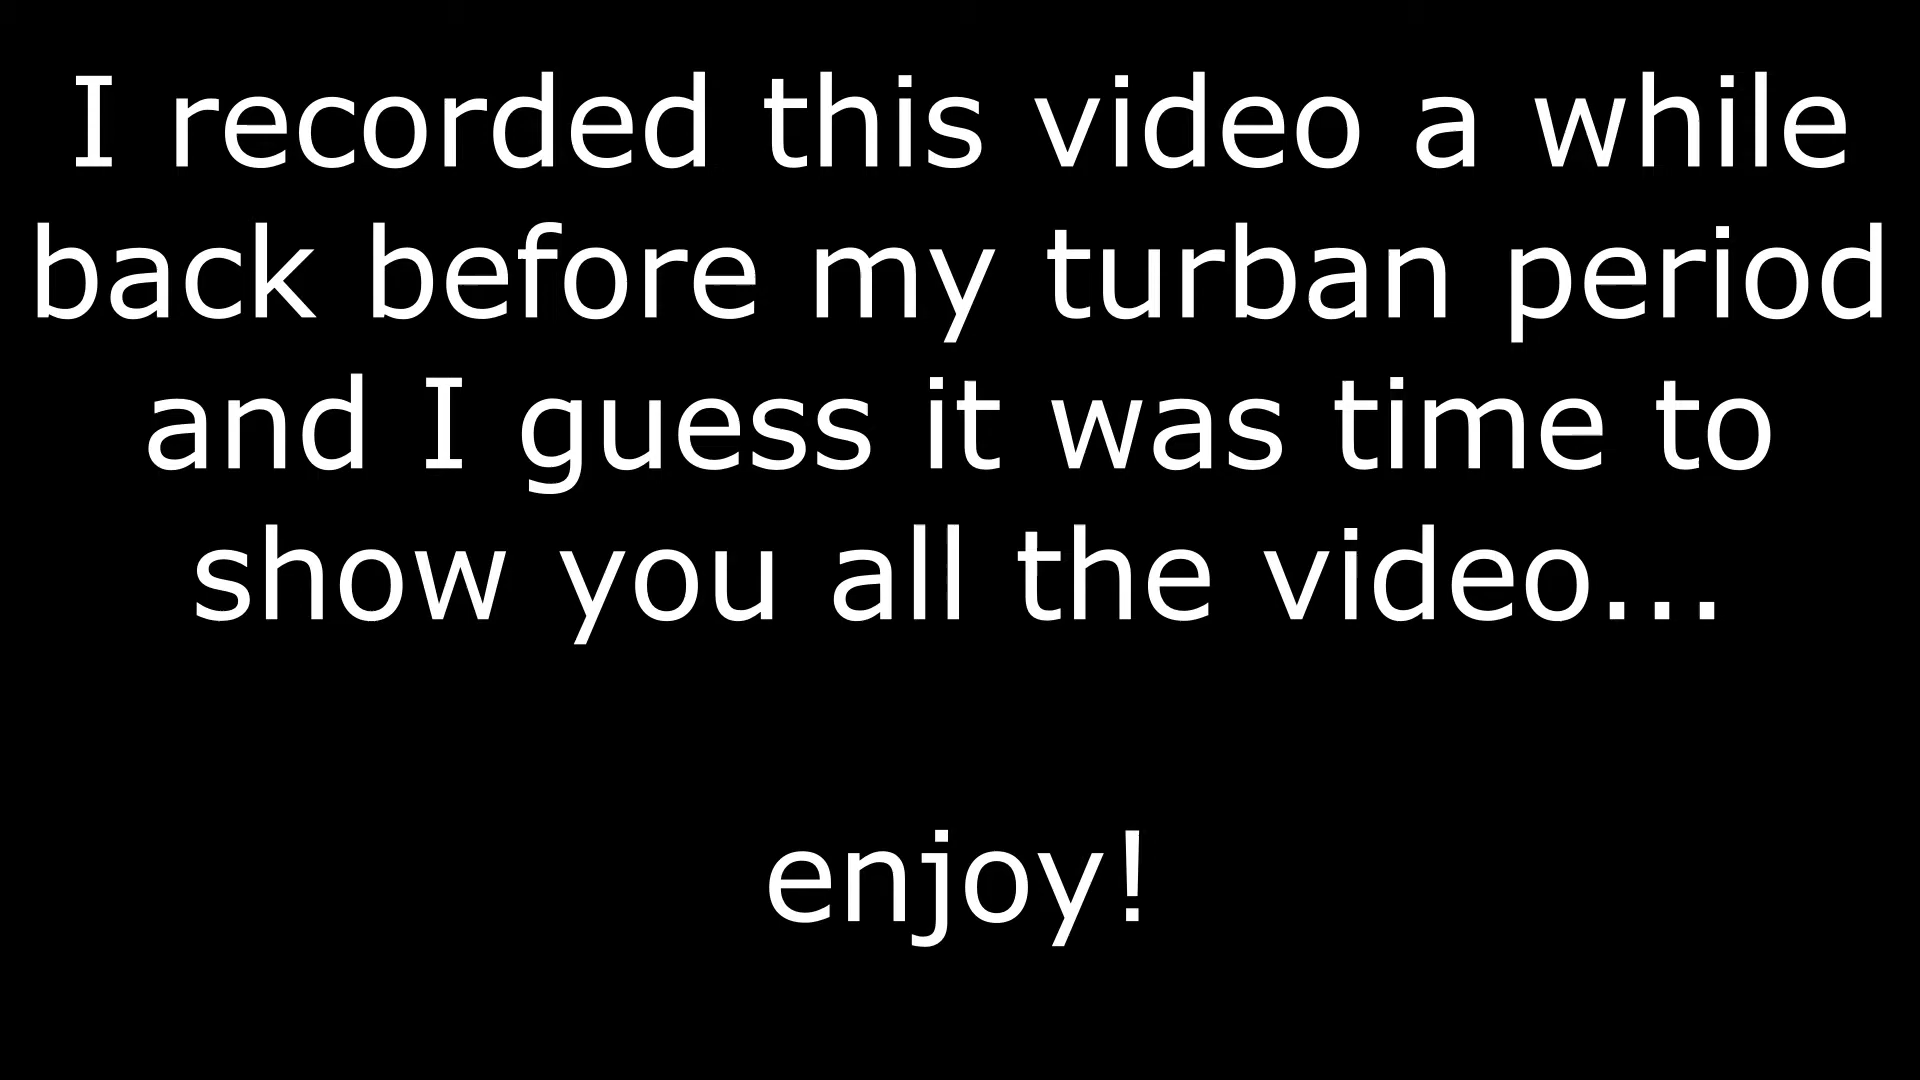 I recorded this video a while
back before my turban period
and I guess it was time to
show you all the video...
enjoy!